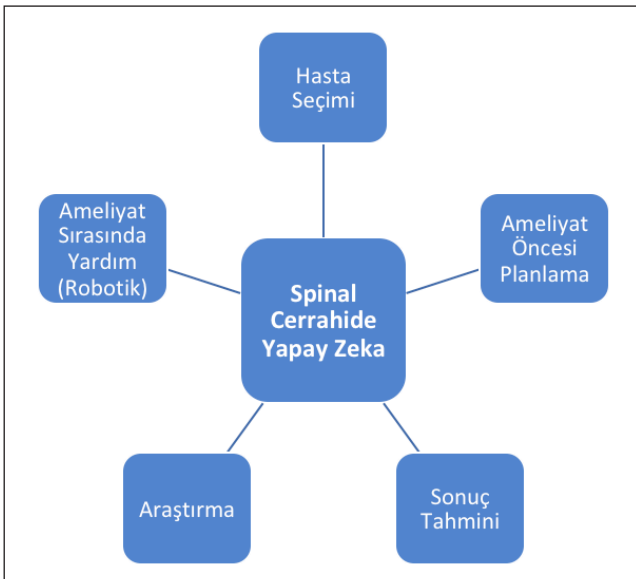 Hasta
Seçimi
Ameliyat
Sırasında
Yardım
(Robotik)
Ameliyat
Öncesi
Planlama
Spinal
Cerrahide
Yapay Zeka
Araştırma
Sonuç
Tahmini